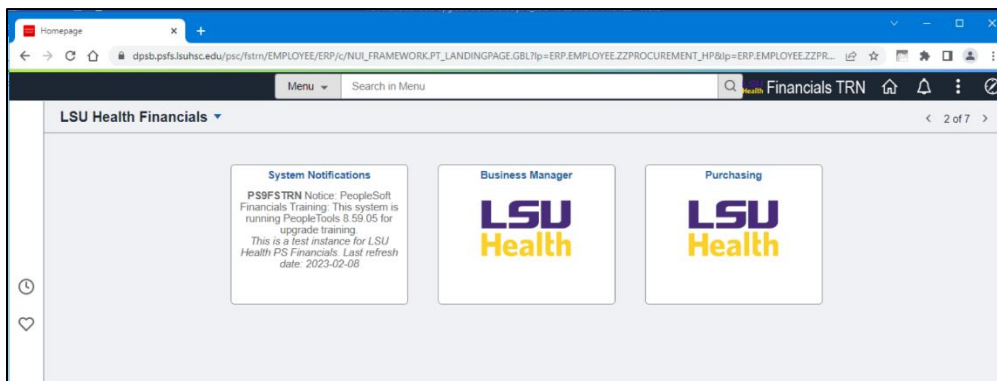 Homepage
dpsb.psfs.lsuhsc.edu/psc/fstrn/EMPLOYEE/ERP/c/NUI_FRAMEWORK.PT_LANDINGPAGE.GBL?lp=ERP.EMPLOYEE.ZZPROCUREMENT_HP&lp=ERP.EMPLOYEE.ZZPR...
Menu Search in Menu Health Financials TRN
LSU Health Financials 2 of 7
System Notifications
PS9FSTRN Notice: PeopleSoft
Financials Training: This system is
running PeopleTools 8.59.05 for
upgrade training.
This is a test instance for LSU
Health PS Financials. Last refresh
date: 2023-02-08
Business Manager
LSU
Health
Purchasing
LSU
Health